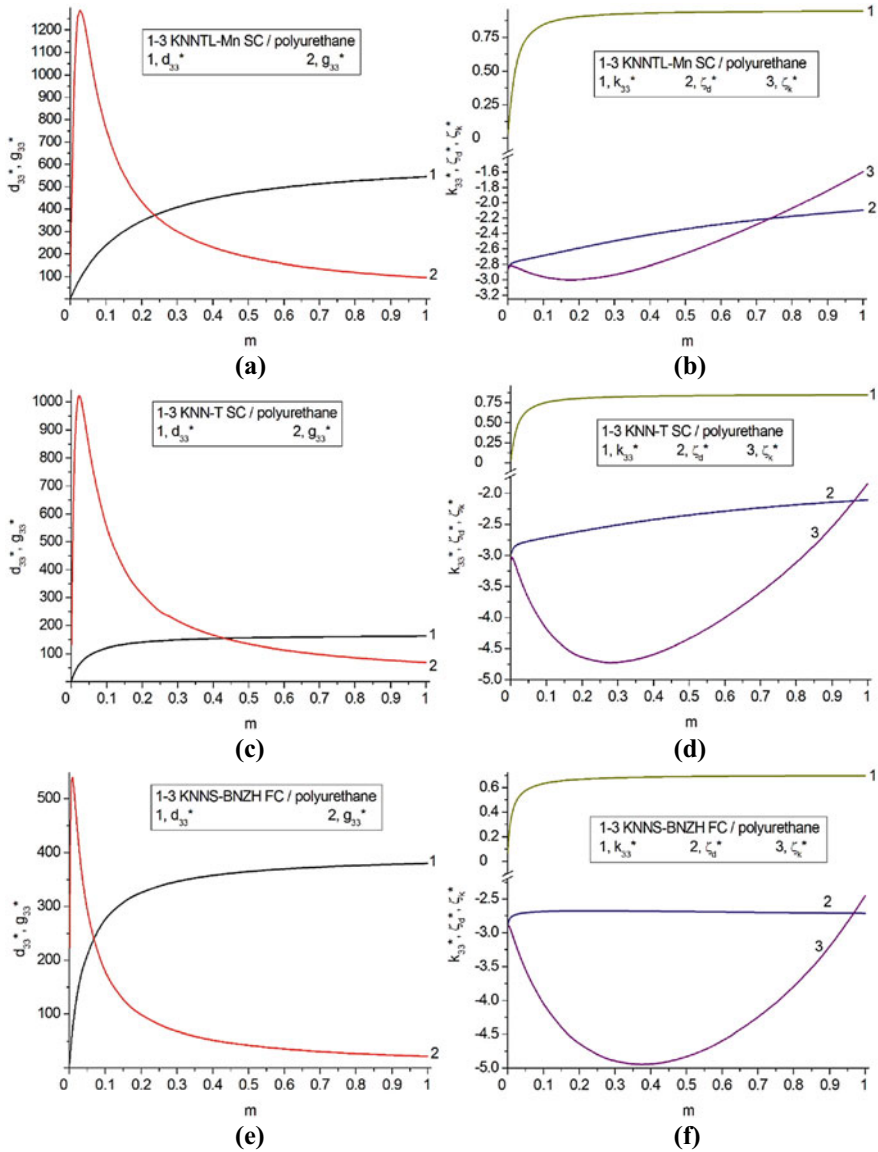 1-3 KNNTL-Mn SC / polyurethane
1, d₃₃* 2, g₃₃*
d₃₃*, g₃₃*
1200
1100
1000
900
800
700
600
500
400
300
200
100
1
2
0 0.1 0.2 0.3 0.4 0.5 0.6 0.7 0.8 0.9 1
m
(a)
1-3 KNNTL-Mn SC / polyurethane
1, k₃₃* 2, ζd* 3, ζk*
k₃₃*, ζd*, ζk*
0.75
0.50
0.25
0
-1.6
-1.8
-2.0
-2.2
-2.4
-2.6
-2.8
-3.0
-3.2
1
3
2
0 0.1 0.2 0.3 0.4 0.5 0.6 0.7 0.8 0.9 1
m
(b)
1-3 KNN-T SC / polyurethane
1, d₃₃* 2, g₃₃*
d₃₃*, g₃₃*
1000
900
800
700
600
500
400
300
200
100
1
2
0 0.1 0.2 0.3 0.4 0.5 0.6 0.7 0.8 0.9 1
m
(c)
1-3 KNN-T SC / polyurethane
1, k₃₃* 2, ζd* 3, ζk*
k₃₃*, ζd*, ζk*
0.75
0.50
0.25
0
-2.0
-2.5
-3.0
-3.5
-4.0
-4.5
-5.0
1
2
3
0 0.1 0.2 0.3 0.4 0.5 0.6 0.7 0.8 0.9 1
m
(d)
1-3 KNNS-BNZH FC / polyurethane
1, d₃₃* 2, g₃₃*
d₃₃*, g₃₃*
500
400
300
200
100
1
2
0 0.1 0.2 0.3 0.4 0.5 0.6 0.7 0.8 0.9 1
m
(e)
1-3 KNNS-BNZH FC / polyurethane
1, k₃₃* 2, ζd* 3, ζk*
k₃₃*, ζd*, ζk*
0.6
0.4
0.2
0
-2.5
-3.0
-3.5
-4.0
-4.5
-5.0
1
2
3
0 0.1 0.2 0.3 0.4 0.5 0.6 0.7 0.8 0.9 1
m
(f)